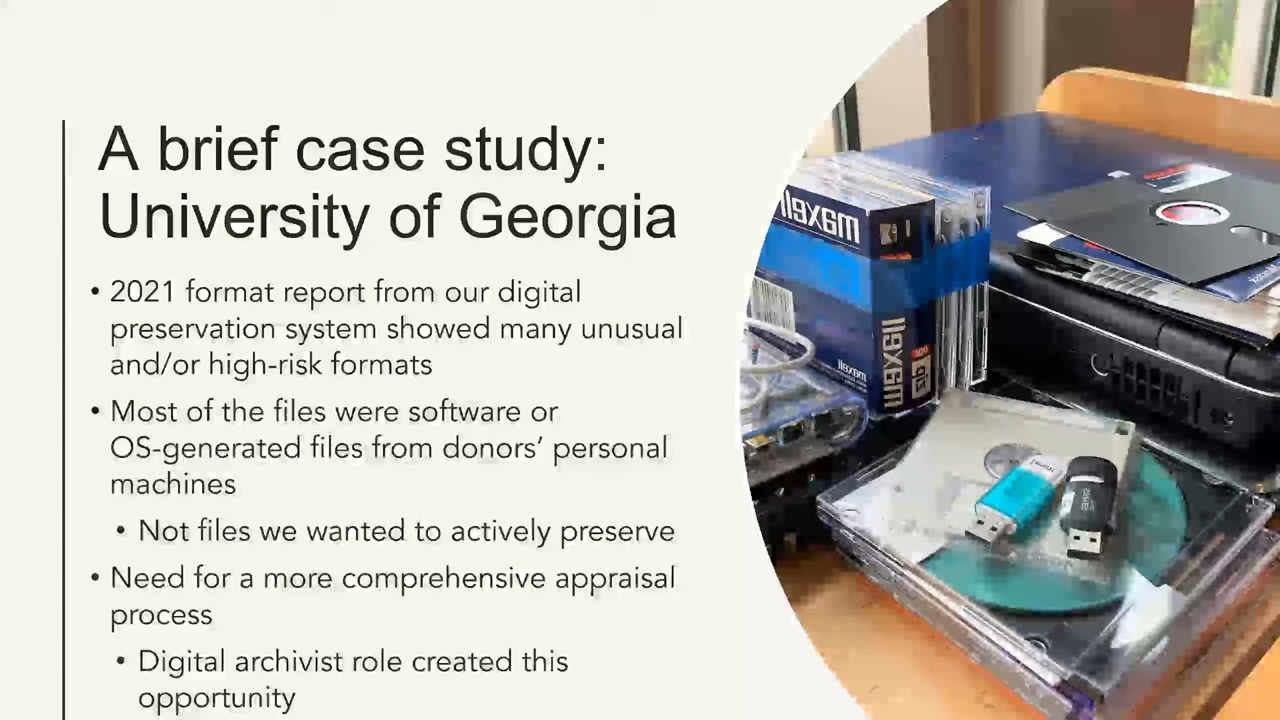 A brief case study:
University of Georgia
• 2021 format report from our digital
preservation system showed many unusual
and/or high-risk formats
• Most of the files were software or
OS-generated files from donors’ personal
machines
• Not files we wanted to actively preserve
• Need for a more comprehensive appraisal
process
• Digital archivist role created this
opportunity
maxell
maxell
maxell